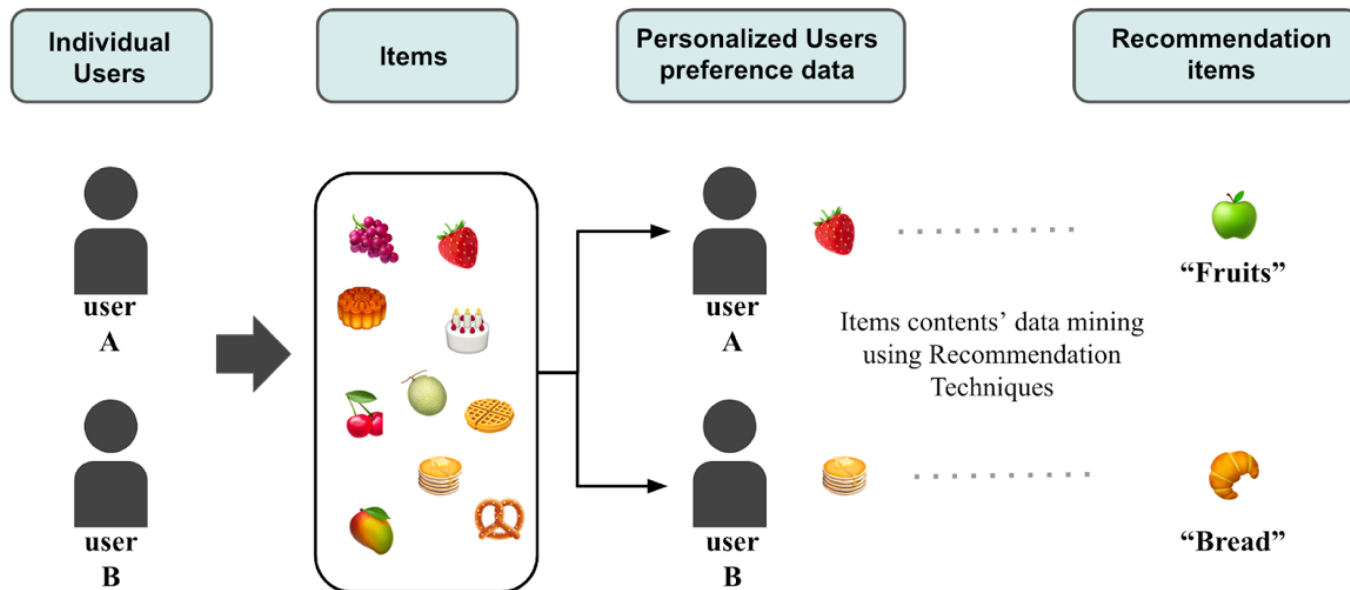 Individual
Users
Items
Personalized Users
preference data
Recommendation
items
user
A
user
B
user
A
user
B
Items contents’ data mining
using Recommendation
Techniques
“Fruits”
“Bread”